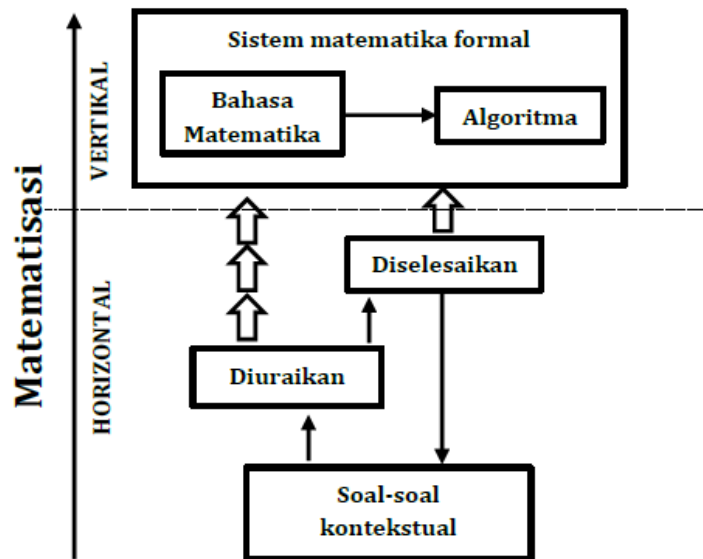 Sistem matematika formal
Bahasa
Matematika
Algoritma
Diselesaikan
Diuraikan
Soal-soal
kontekstual
Matematisasi
VERTIKAL
HORIZONTAL